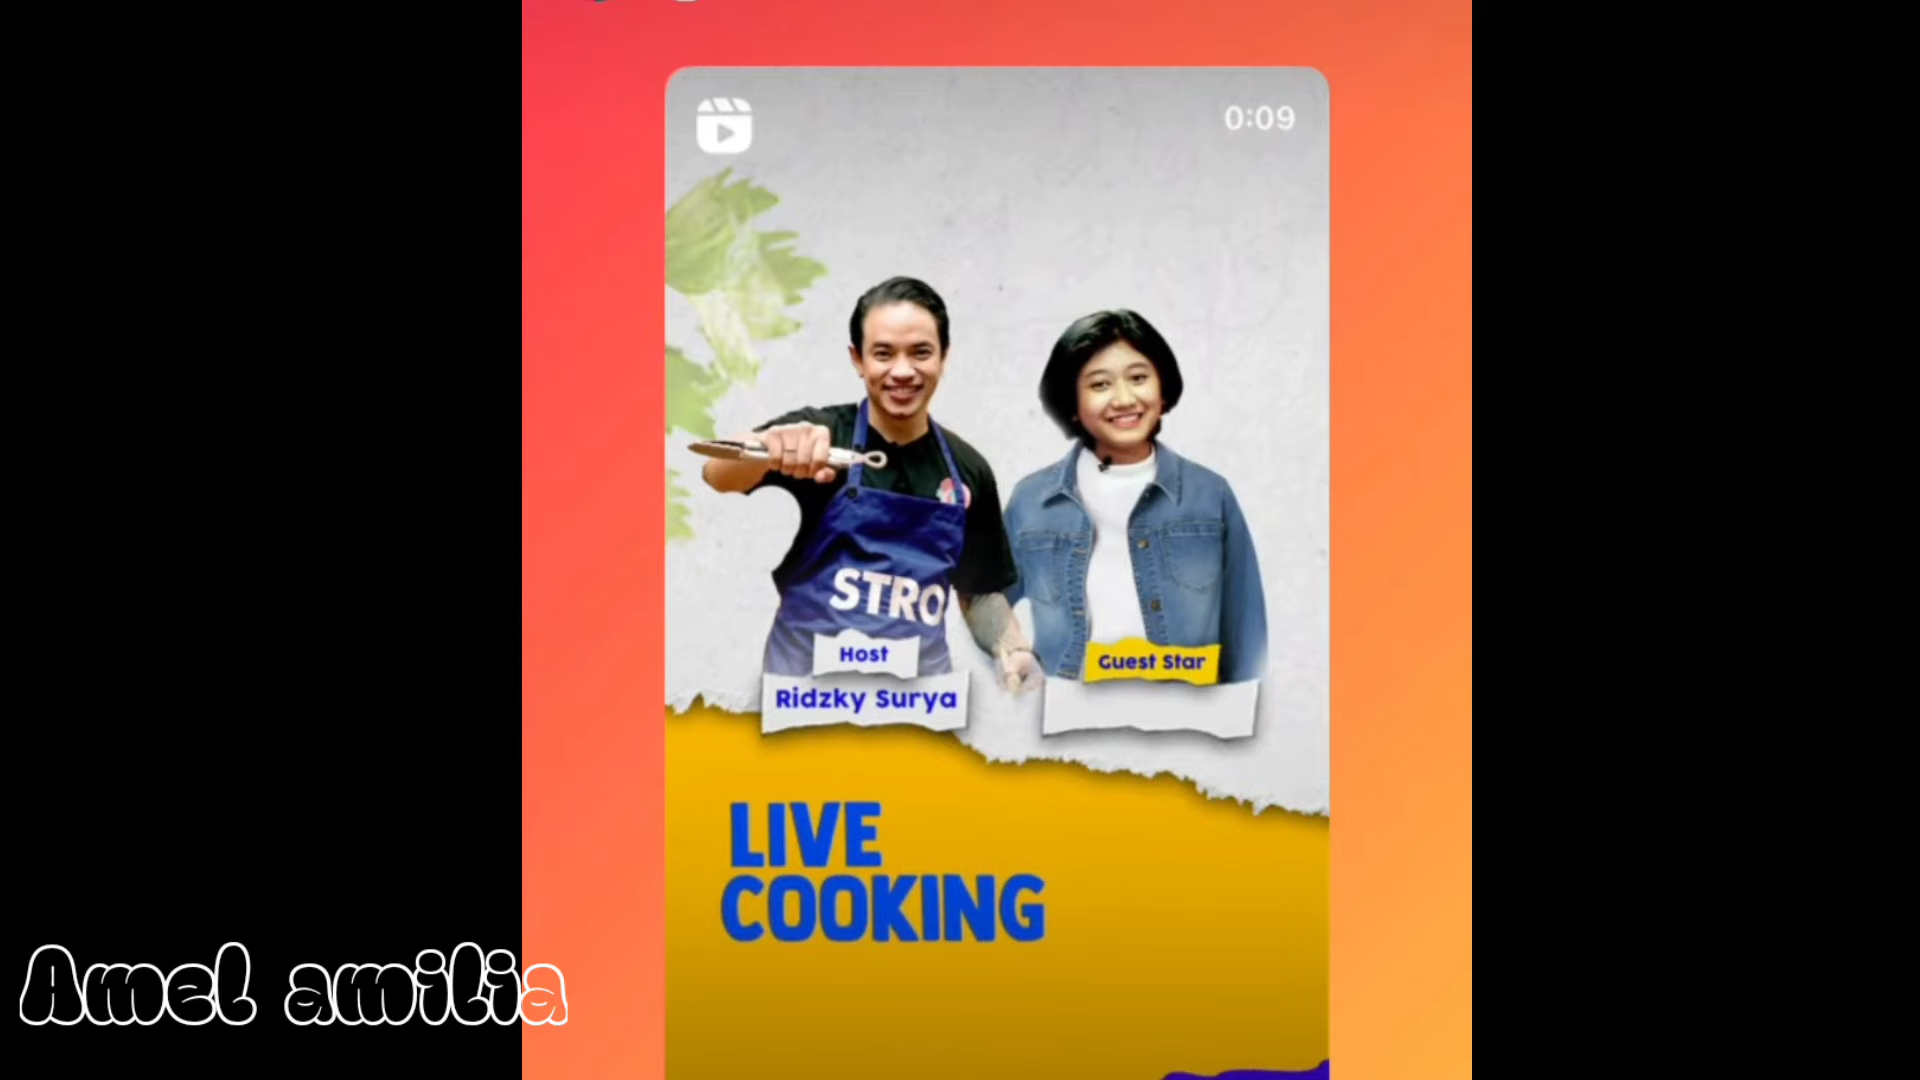 0:09
STRO
Host
Ridzky Surya
Guest Star
LIVE
COOKING
Amel amilia